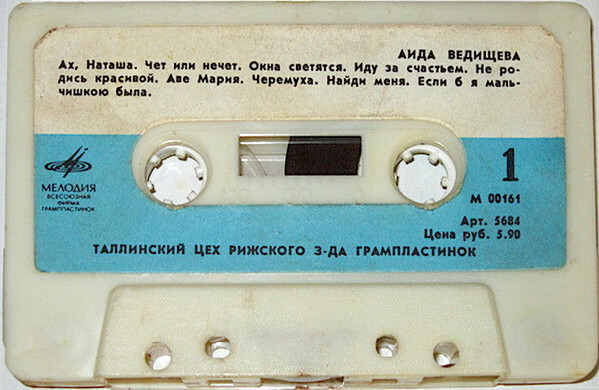 АИДА ВЕДИЩЕВА
Ах, Наташа. Чет или нечет. Окна светятся. Иду за счастьем. Не ро-
дись красивой. Аве Мария. Черемуха. Найди меня. Если б я маль-
чишкою была.
1
М 00161
МЕЛОДИЯ
ВСЕСОЮЗНАЯ
ФИРМА
ГРАМПЛАСТИНОК
Арт. 5684
Цена руб. 5.90
ТАЛЛИНСКИЙ ЦЕХ РИЖСКОГО З-ДА ГРАМПЛАСТИНОК